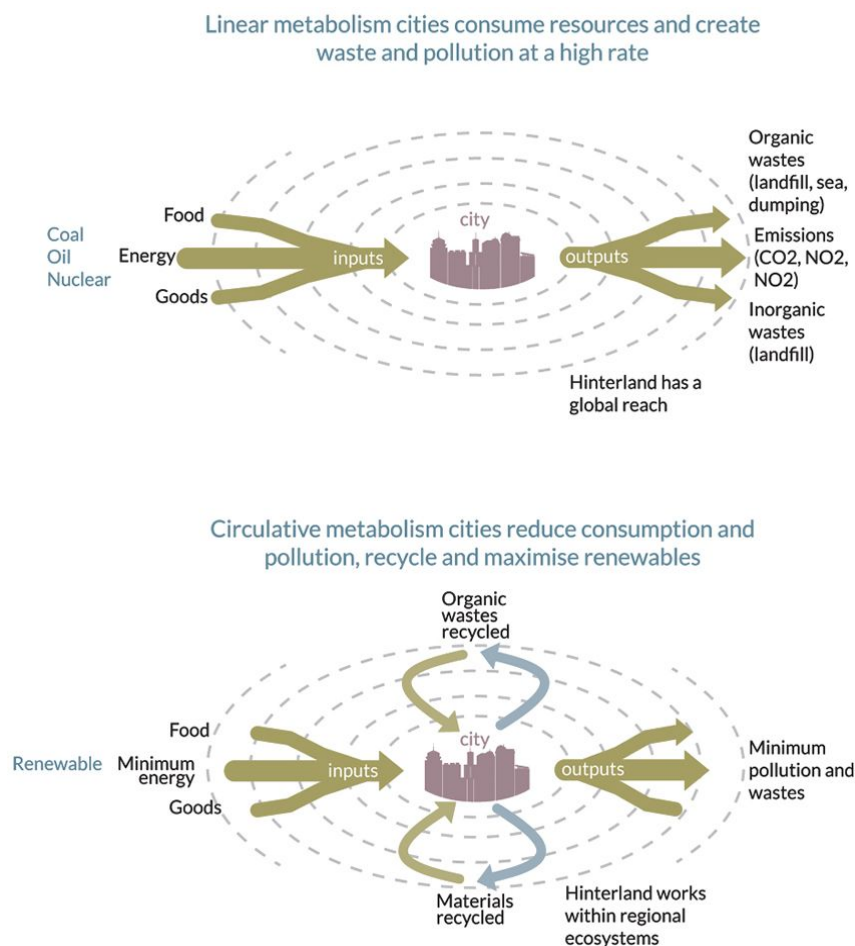 Linear metabolism cities consume resources and create
waste and pollution at a high rate
Coal
Oil
Nuclear
Food
Energy
Goods
inputs
city
outputs
Organic
wastes
(landfill, sea,
dumping)
Emissions
(CO2, NO2,
NO2)
Inorganic
wastes
(landfill)
Hinterland has a
global reach
Circulative metabolism cities reduce consumption and
pollution, recycle and maximise renewables
Organic
wastes
recycled
Renewable
Food
Minimum
energy
Goods
inputs
city
outputs
Minimum
pollution and
wastes
Materials
recycled
Hinterland works
within regional
ecosystems